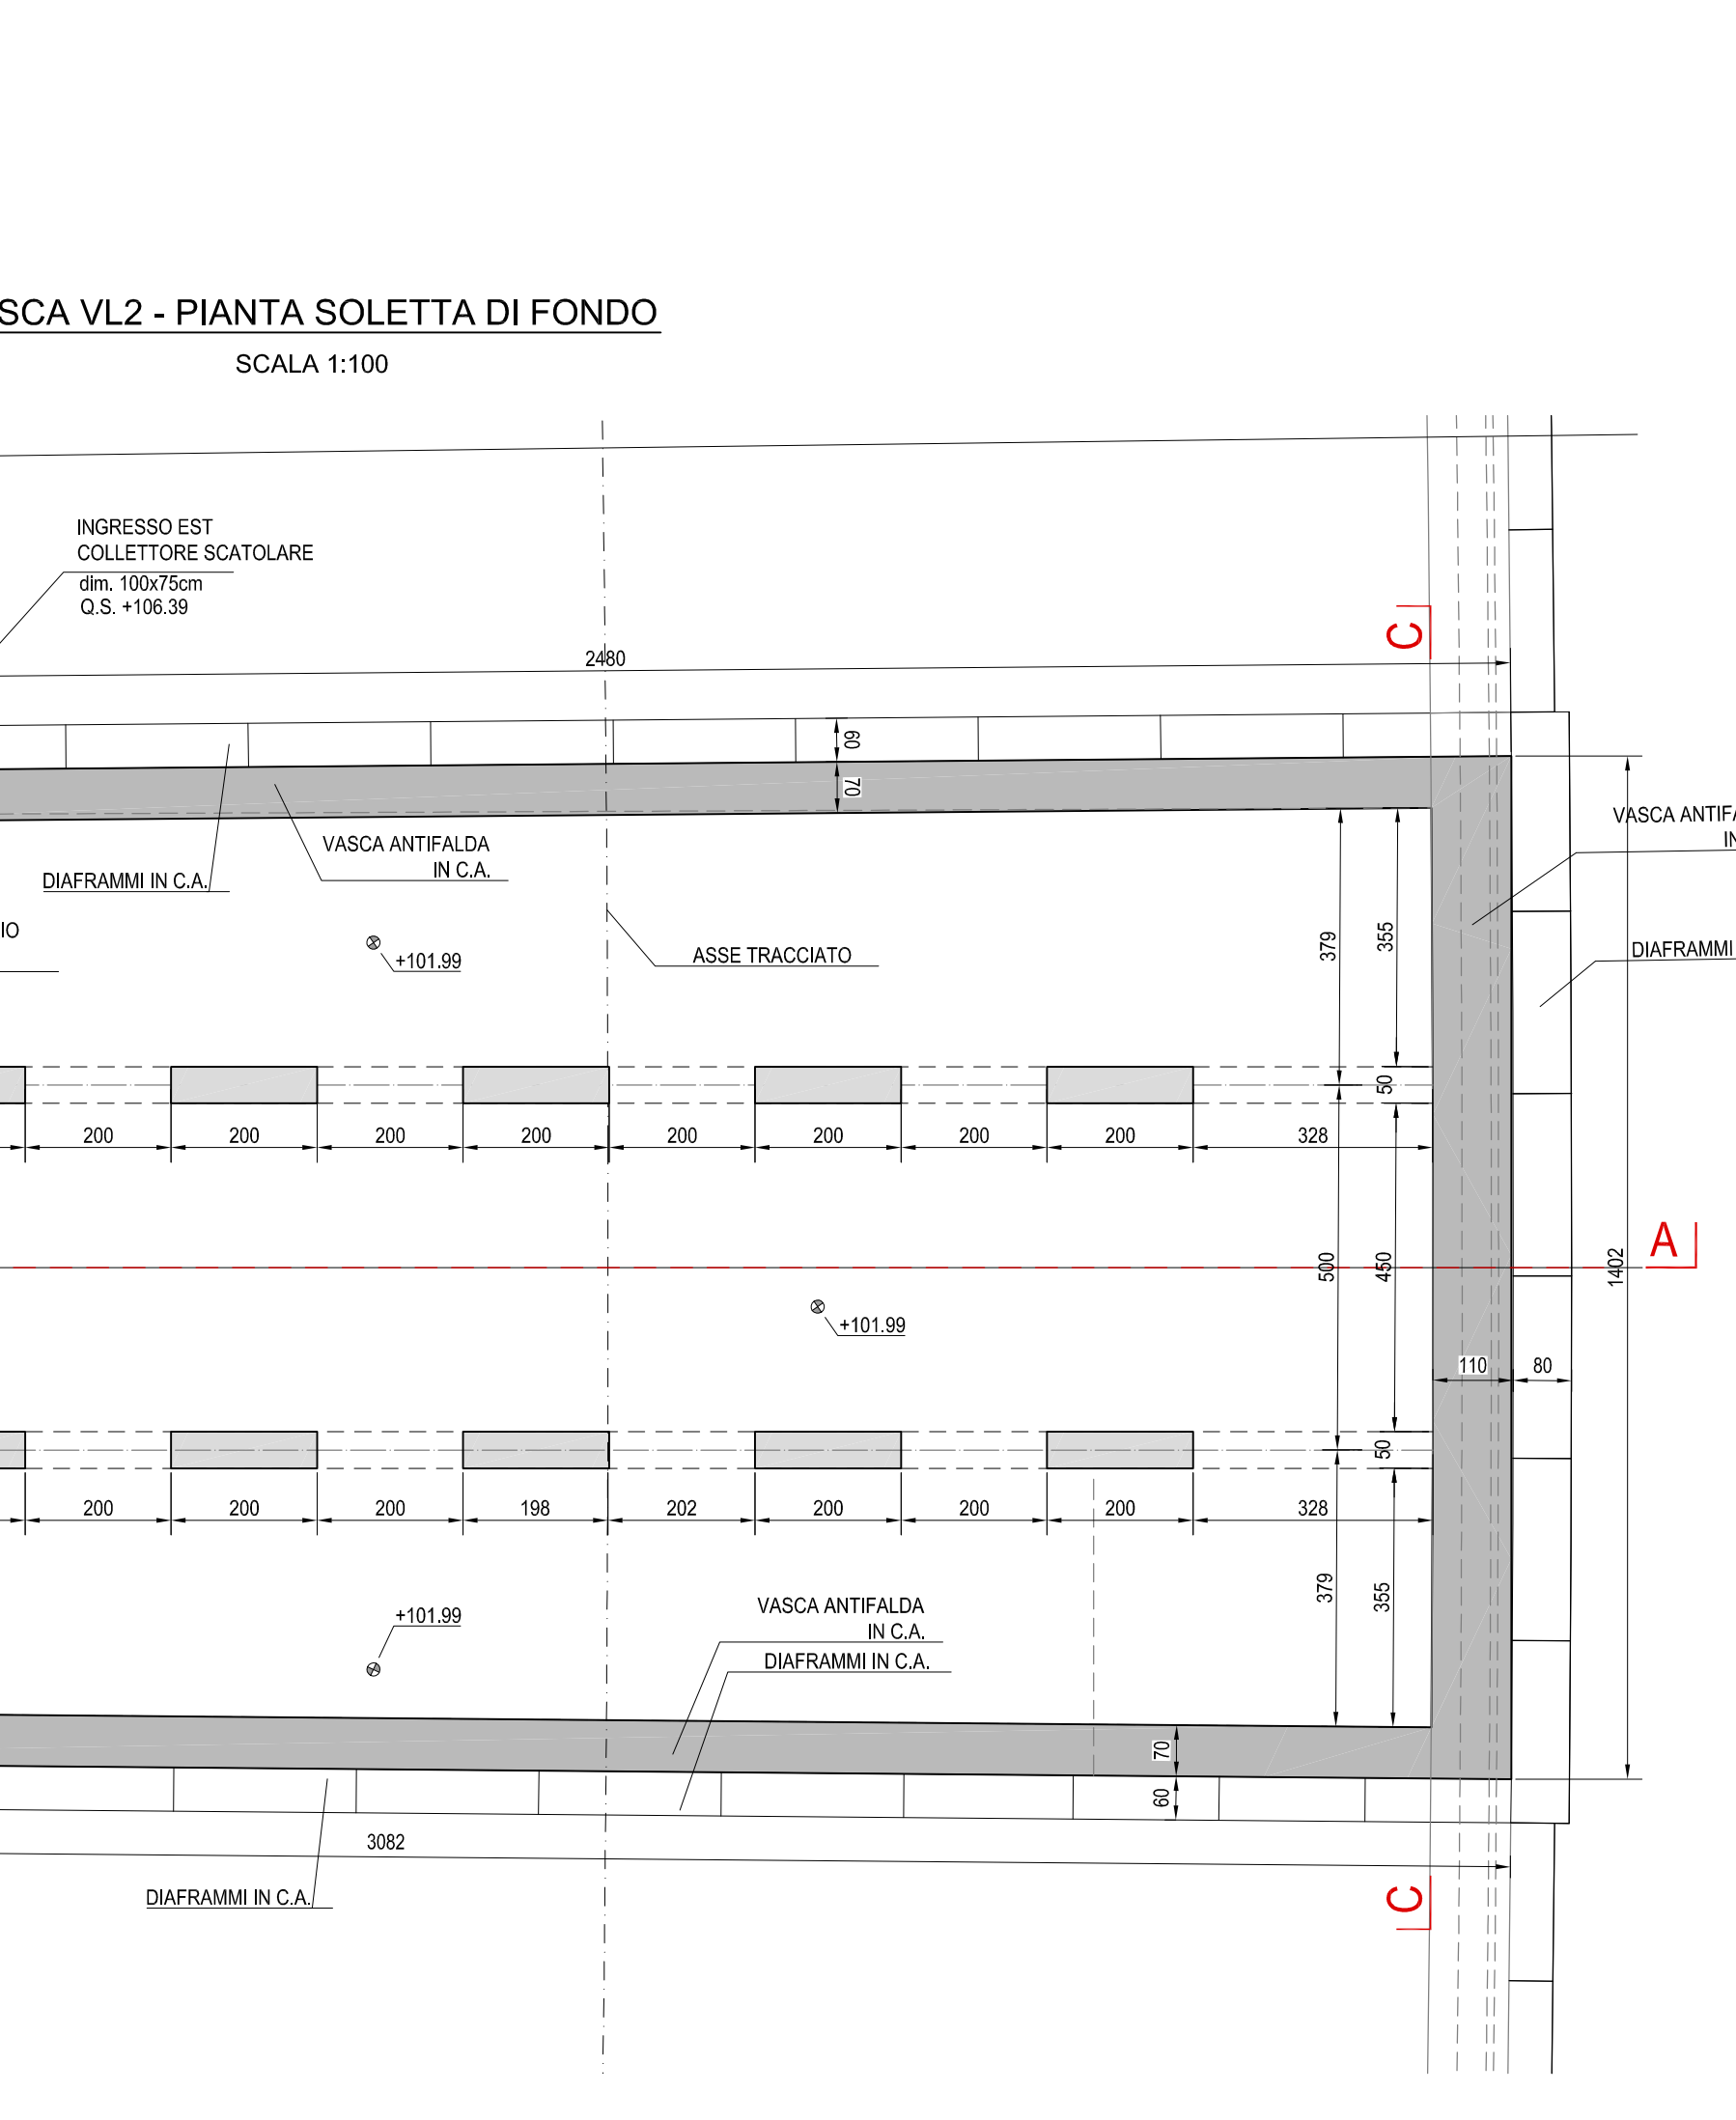 SCA VL2 - PIANTA SOLETTA DI FONDO
SCALA 1:100
INGRESSO EST
COLLETTORE SCATOLARE
dim. 100x75cm
Q.S. +106.39
C
2480
60
70
VASCA ANTIFALDA
IN C.A.
DIAFRAMMI IN C.A.
VASCA ANTIFA
IN
IO
+101.99
ASSE TRACCIATO
379
355
DIAFRAMMI
50
200
200
200
200
200
200
200
200
328
A
500
450
1402
+101.99
110
80
50
200
200
200
198
202
200
200
200
328
379
355
+101.99
VASCA ANTIFALDA
IN C.A.
DIAFRAMMI IN C.A.
70
60
3082
DIAFRAMMI IN C.A.
C